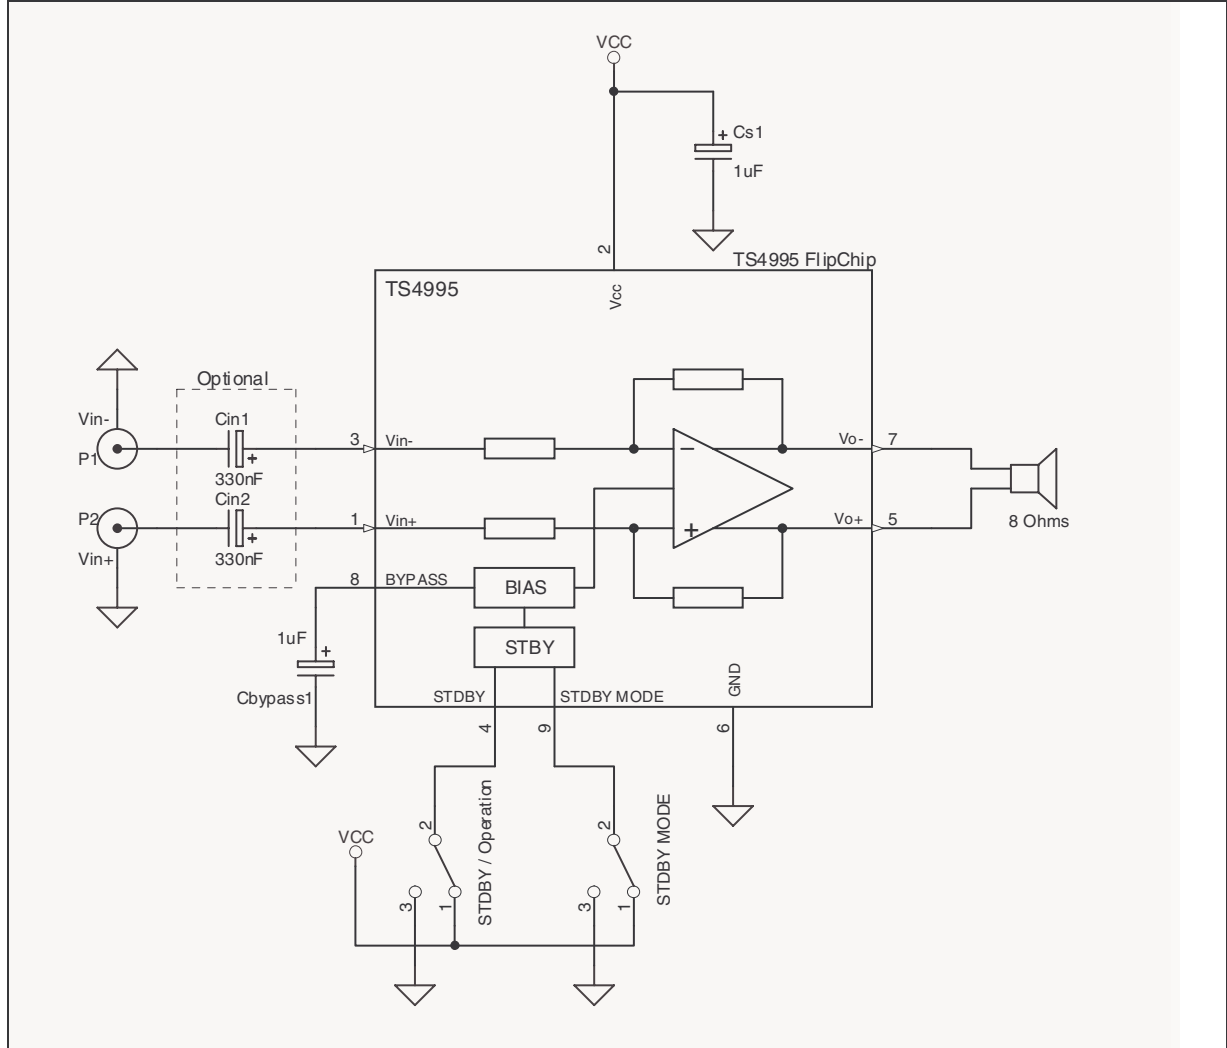 VCC
+ Cs1
1uF
2
TS4995 FlipChip
TS4995
Vcc
Optional
Vin-
P1
Cin1
+
330nF
3
Vin-
Vo-
7
P2
Vin+
Cin2
+
330nF
1
Vin+
Vo+
5
8 Ohms
−
+
8
BYPASS
BIAS
STBY
1uF
+
Cbypass1
STDBY
STDBY MODE
GND
4
9
6
VCC
2
3
1
STDBY / Operation
2
3
1
STDBY MODE